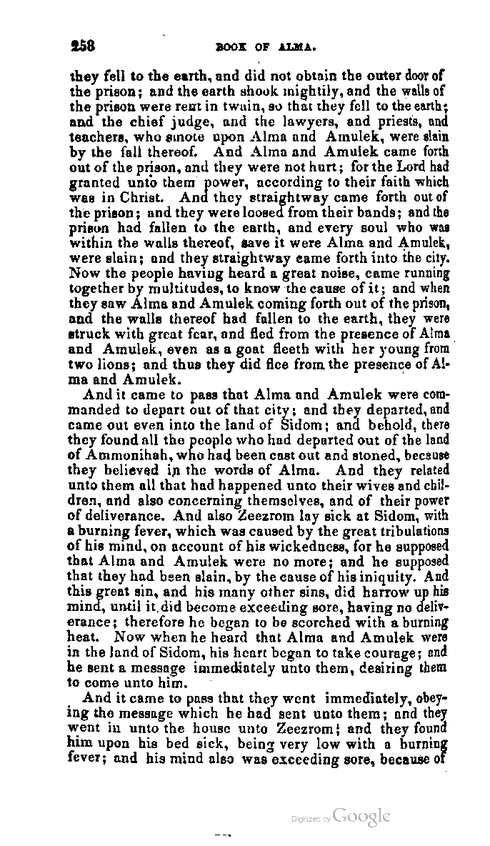 258 BOOK OF ALMA.
they fell to the earth, and did not obtain the outer door of
the prison; and the earth shook mightily, and the walls of
the prison were rent in twain, so that they fell to the earth;
and the chief judge, and the lawyers, and priests, and
teachers, who smote upon Alma and Amulek, were slain
by the fall thereof. And Alma and Amulek came forth
out of the prison, and they were not hurt; for the Lord had
granted unto them power, according to their faith which
was in Christ. And they straightway came forth out of
the prison; and they were loosed from their bands; and the
prison had fallen to the earth, and every soul who was
within the walls thereof, save it were Alma and Amulek,
were slain; and they straightway came forth into the city.
Now the people having heard a great noise, came running
together by multitudes, to know the cause of it; and when
they saw Alma and Amulek coming forth out of the prison,
and the walls thereof had fallen to the earth, they were
struck with great fear, and fled from the presence of Alma
and Amulek, even as a goat fleeth with her young from
two lions; and thus they did flee from the presence of Al-
ma and Amulek.
And it came to pass that Alma and Amulek were com-
manded to depart out of that city; and they departed, and
came out even into the land of Sidom; and behold, there
they found all the people who had departed out of the land
of Ammonihah, who had been cast out and stoned, because
they believed in the words of Alma. And they related
unto them all that had happened unto their wives and chil-
dren, and also concerning themselves, and of their power
of deliverance. And also Zeezrom lay sick at Sidom, with
a burning fever, which was caused by the great tribulations
of his mind, on account of his wickedness, for he supposed
that Alma and Amulek were no more; and he supposed
that they had been slain, by the cause of his iniquity. And
this great sin, and his many other sins, did harrow up his
mind, until it did become exceeding sore, having no deliv-
erance; therefore he began to be scorched with a burning
heat. Now when he heard that Alma and Amulek were
in the land of Sidom, his heart began to take courage; and
he sent a message immediately unto them, desiring them
to come unto him.
And it came to pass that they went immediately, obey-
ing the message which he had sent unto them; and they
went in unto the house unto Zeezrom; and they found
him upon his bed sick, being very low with a burning
fever; and his mind also was exceeding sore, because of
Digitized by Google